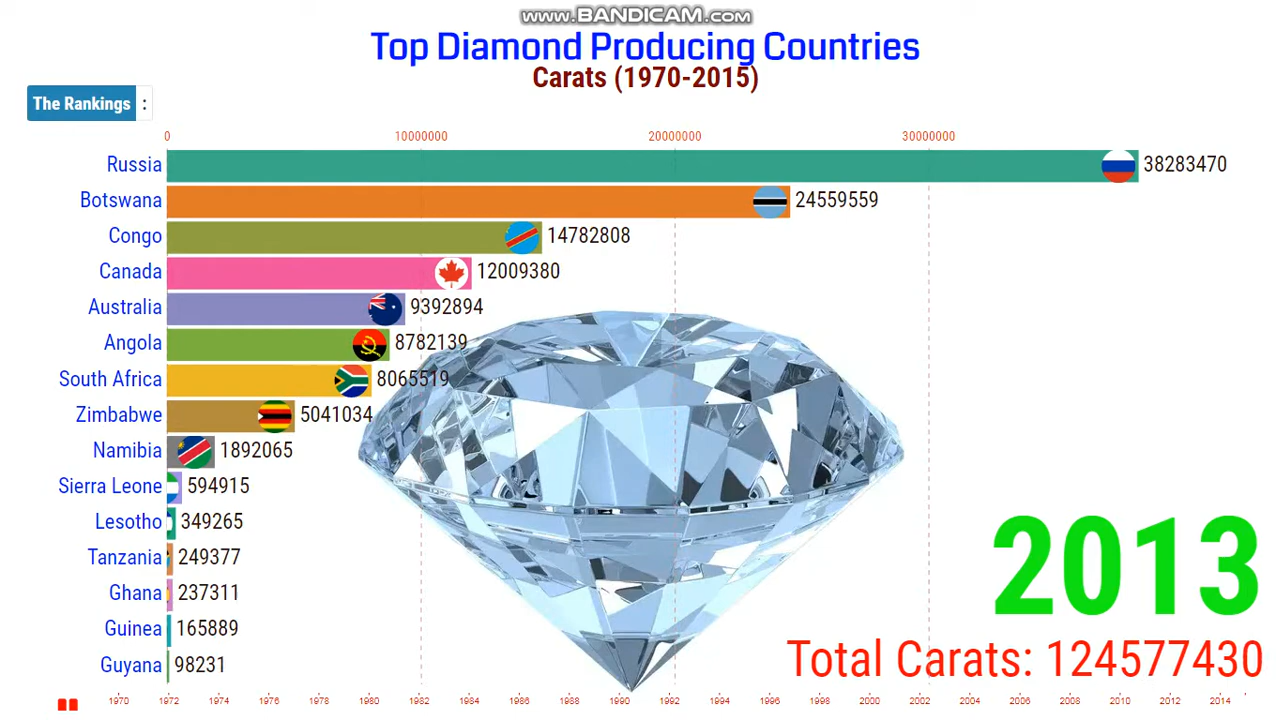 www.BANDICAM.com
Top Diamond Producing Countries
Carats (1970-2015)
The Rankings :
0 10000000 20000000 30000000
Russia 38283470
Botswana 24559559
Congo 14782808
Canada 12009380
Australia 9392894
Angola 8782139
South Africa 8065519
Zimbabwe 5041034
Namibia 1892065
Sierra Leone 594915
Lesotho 349265
Tanzania 249377
Ghana 237311
Guinea 165889
Guyana 98231
2013
Total Carats: 124577430
1970 1972 1974 1976 1978 1980 1982 1984 1986 1988 1990 1992 1994 1996 1998 2000 2002 2004 2006 2008 2010 2012 2014